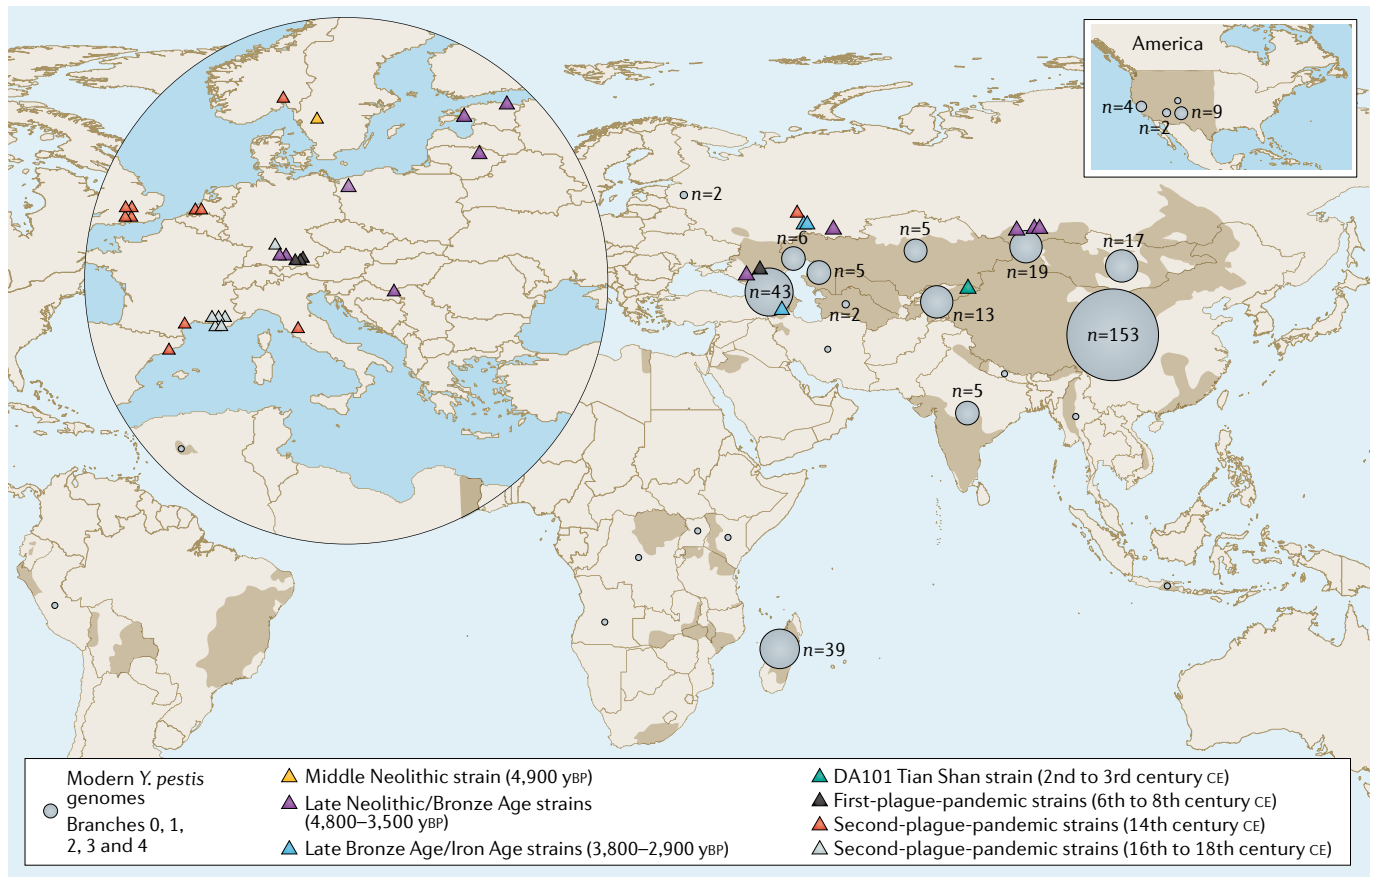 America
n=4
n=9
n=2
n=2
n=6
n=5
n=5
n=17
n=19
n=43
n=2
n=13
n=153
n=5
n=39
Modern Y. pestis
genomes
Branches 0, 1,
2, 3 and 4
Middle Neolithic strain (4,900 yBP)
Late Neolithic/Bronze Age strains
(4,800–3,500 yBP)
Late Bronze Age/Iron Age strains (3,800–2,900 yBP)
DA101 Tian Shan strain (2nd to 3rd century CE)
First-plague-pandemic strains (6th to 8th century CE)
Second-plague-pandemic strains (14th century CE)
Second-plague-pandemic strains (16th to 18th century CE)